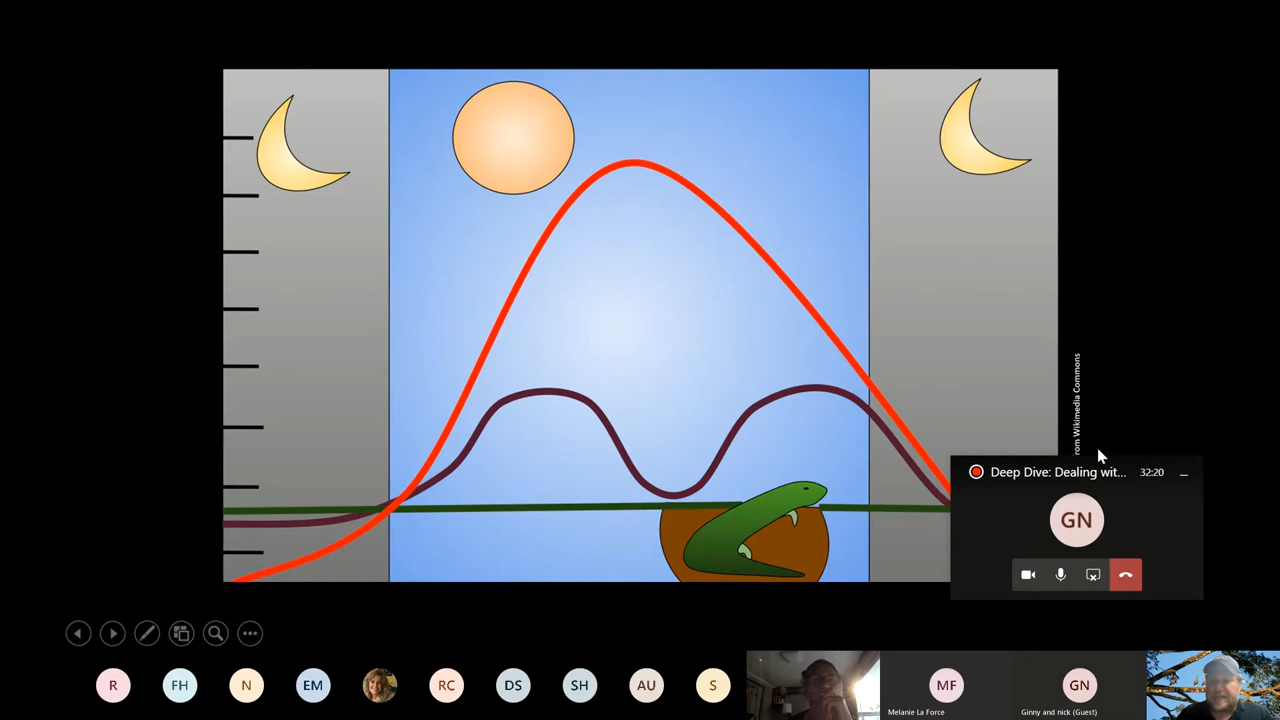 rom Wikimedia Commons
Deep Dive: Dealing wit...
32:20
GN
R
FH
N
EM
RC
DS
SH
AU
S
MF
GN
Melanie La Force
Ginny and nick (Guest)